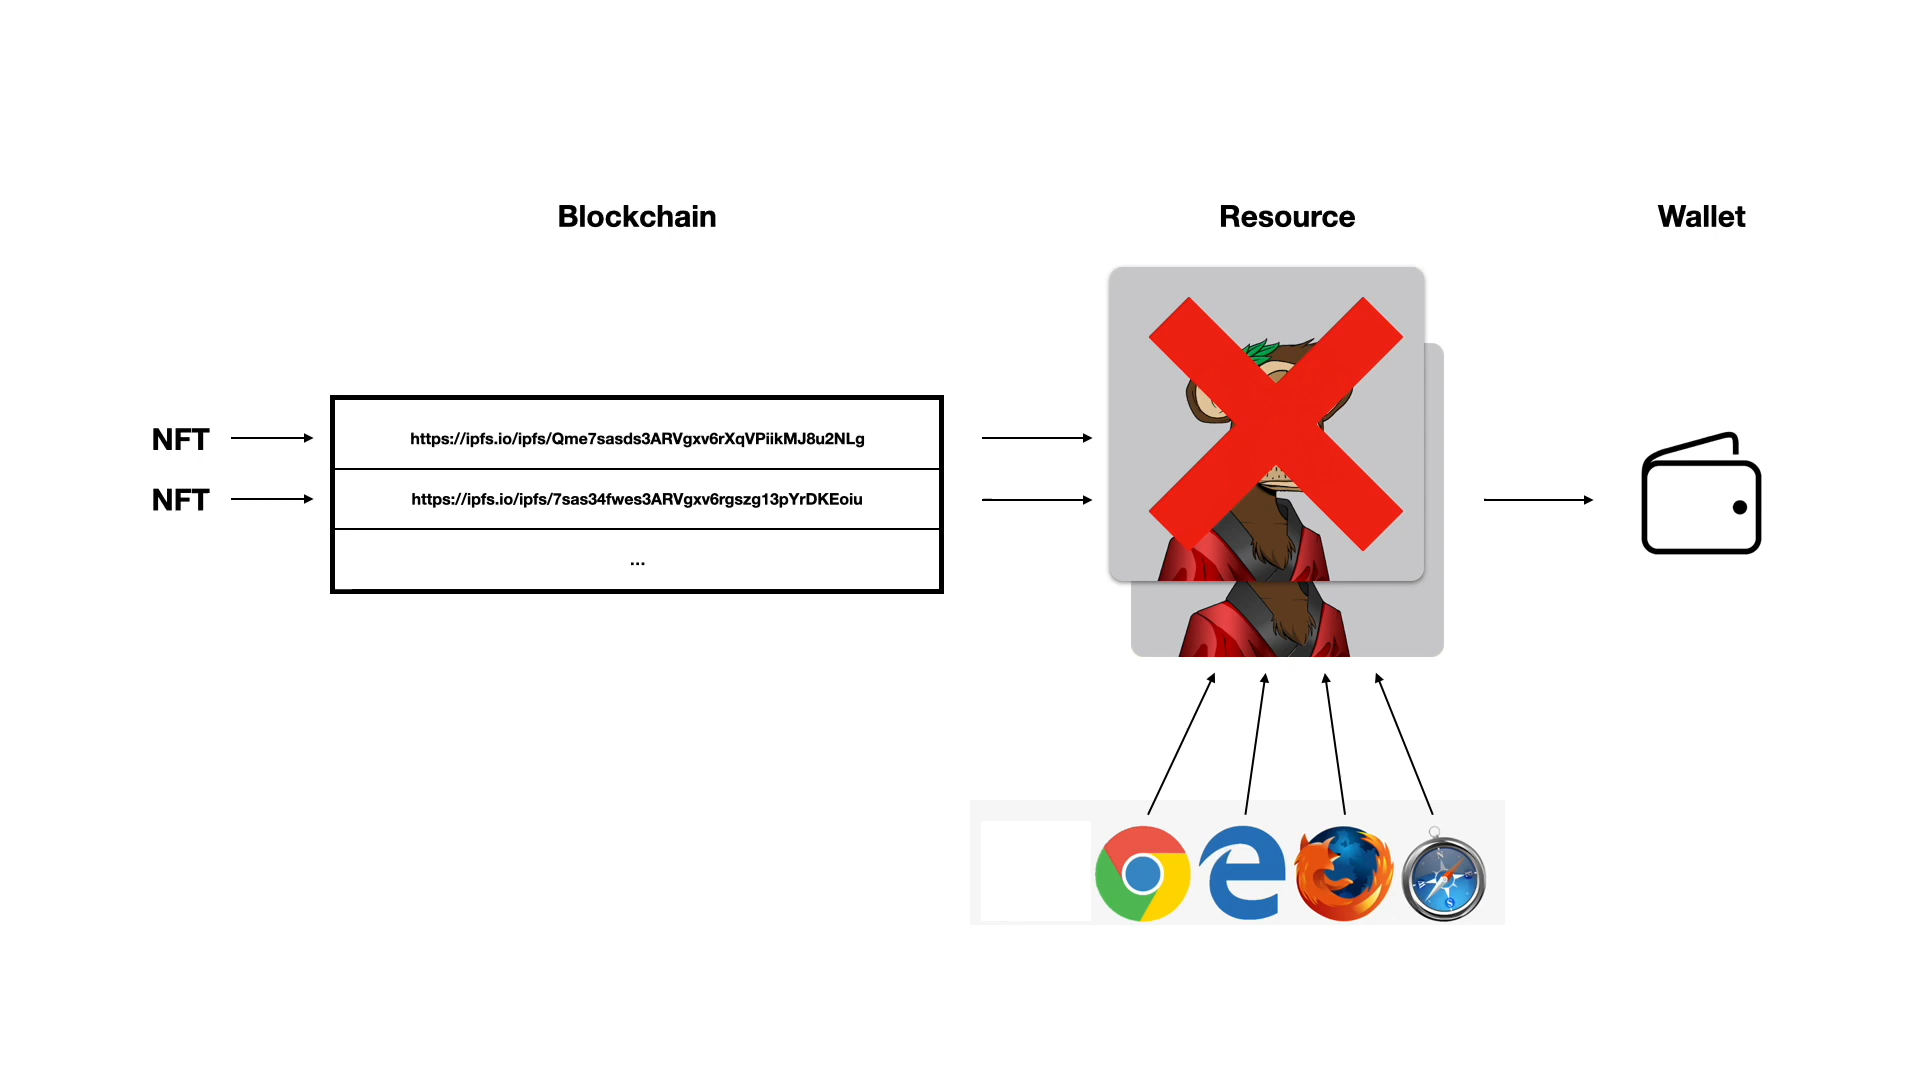 Blockchain
Resource
Wallet
NFT
https://ipfs.io/ipfs/Qme7sasds3ARVgxv6rXqVPiikMJ8u2NLg
NFT
https://ipfs.io/ipfs/7sas34fwes3ARVgxv6rgszg13pYrDKEoiu
...